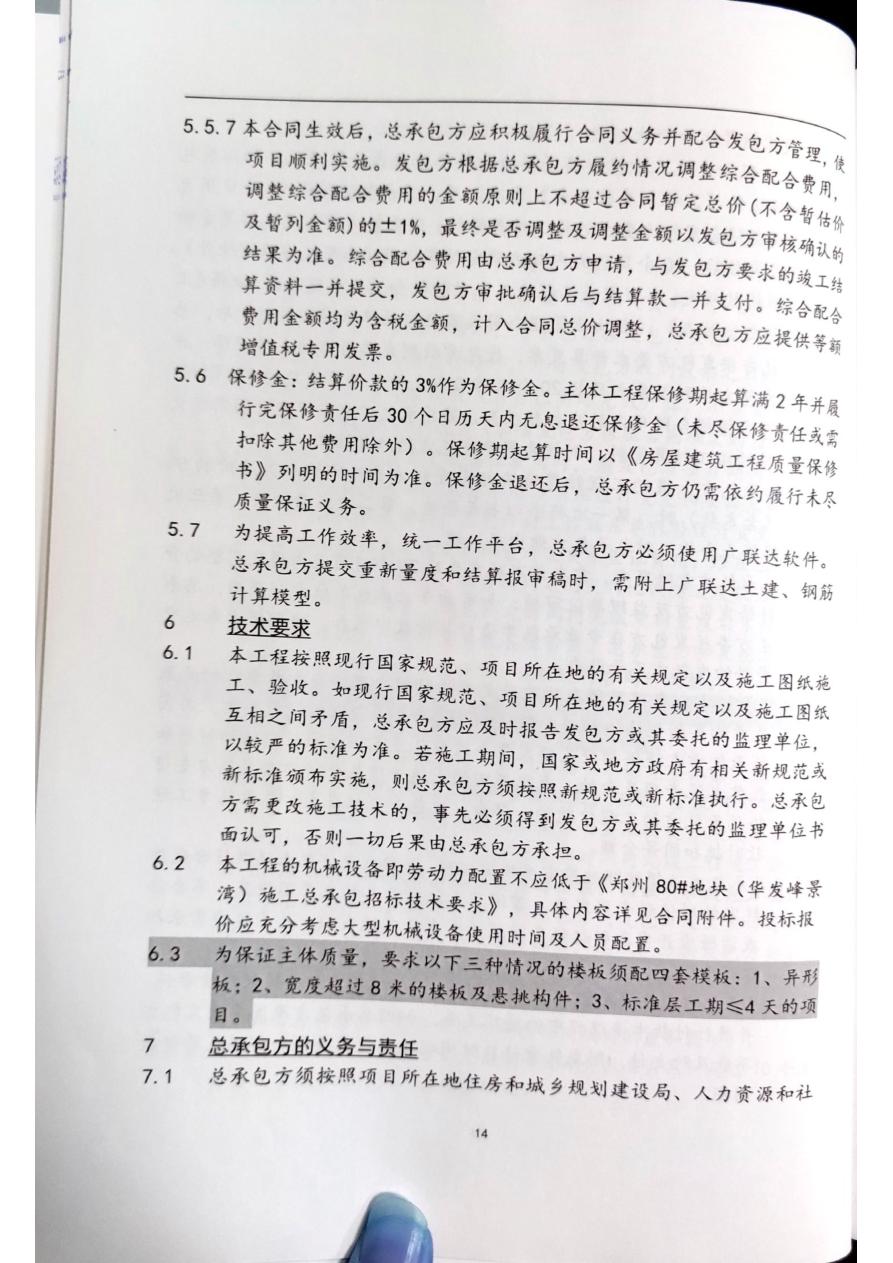 5.5.7 本合同生效后，总承包方应积极履行合同义务并配合发包方管理，使
项目顺利实施。发包方根据总承包方履约情况调整综合配合费用，
调整综合配合费用的金额原则上不超过合同暂定总价(不含暂估价
及暂列金额)的±1%，最终是否调整及调整金额以发包方审核确认的
结果为准。综合配合费用由总承包方申请，与发包方要求的竣工结
算资料一并提交，发包方审批确认后与结算款一并支付。综合配合
费用金额均为含税金额，计入合同总价调整，总承包方应提供等额
增值税专用发票。
5.6 保修金：结算价款的 3%作为保修金。主体工程保修期起算满 2 年并履
行完保修责任后 30 个日历天内无息退还保修金（未尽保修责任或需
扣除其他费用除外）。保修期起算时间以《房屋建筑工程质量保修
书》列明的时间为准。保修金退还后，总承包方仍需依约履行未尽
质量保证义务。
5.7 为提高工作效率，统一工作平台，总承包方必须使用广联达软件。
总承包方提交重新量度和结算报审稿时，需附上广联达土建、钢筋
计算模型。
6 技术要求
6.1 本工程按照现行国家规范、项目所在地的有关规定以及施工图纸施
工、验收。如现行国家规范、项目所在地的有关规定以及施工图纸
互相之间矛盾，总承包方应及时报告发包方或其委托的监理单位，
以较严的标准为准。若施工期间，国家或地方政府有相关新规范或
新标准颁布实施，则总承包方须按照新规范或新标准执行。总承包
方需更改施工技术的，事先必须得到发包方或其委托的监理单位书
面认可，否则一切后果由总承包方承担。
6.2 本工程的机械设备即劳动力配置不应低于《郑州 80#地块（华发峰景
湾）施工总承包招标技术要求》，具体内容详见合同附件。投标报
价应充分考虑大型机械设备使用时间及人员配置。
6.3 为保证主体质量，要求以下三种情况的楼板须配四套模板：1、异形
板；2、宽度超过 8 米的楼板及悬挑构件；3、标准层工期≤4 天的项
目。
7 总承包方的义务与责任
7.1 总承包方须按照项目所在地住房和城乡规划建设局、人力资源和社
14